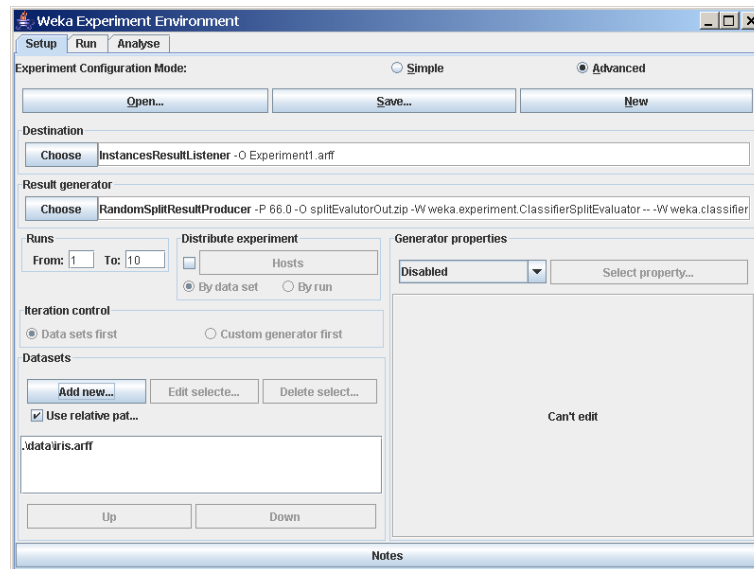 Weka Experiment Environment
Setup Run Analyse
Experiment Configuration Mode: Simple Advanced
Open... Save... New
Destination
Choose InstancesResultListener -O Experiment1.arff
Result generator
Choose RandomSplitResultProducer -P 66.0 -O splitEvalutorOut.zip -W weka.experiment.ClassifierSplitEvaluator -- -W weka.classifier
Runs Distribute experiment Generator properties
From: 1 To: 10 Hosts Disabled Select property...
By data set By run
Iteration control
Data sets first Custom generator first
Datasets
Add new... Edit selecte... Delete select...
Use relative pat... Can't edit
.\data\iris.arff
Up Down
Notes